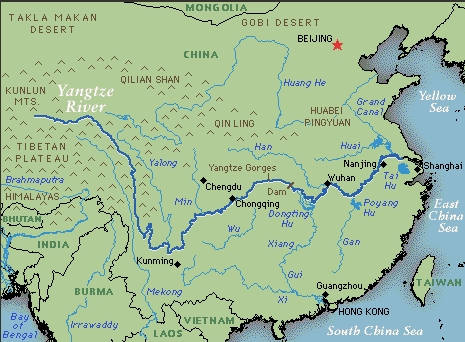 MONGOLIA
TAKLA MAKAN
DESERT
GOBI DESERT
BEIJING
CHINA
QILIAN SHAN
Huang He
KUNLUN
MTS.
Yangtze
River
Grand
Canal
Yellow
Sea
HUABEI
PINGYUAN
QIN LING
TIBETAN
PLATEAU
Han
Huai
Yalong
Yangtze Gorges
Nanjing
Shanghai
Brahmaputra
Chengdu
Dam
Wuhan
Tai
Hu
HIMALAYAS
Min
Chongqing
Dongting
Hu
Poyang
Hu
East
China
Sea
BHUTAN
Wu
Xiang
Gan
INDIA
Kunming
Gui
TAIWAN
BURMA
Mekong
Xi
Guangzhou
HONG KONG
Bay
of
Bengal
Irrawaddy
VIETNAM
LAOS
South China Sea